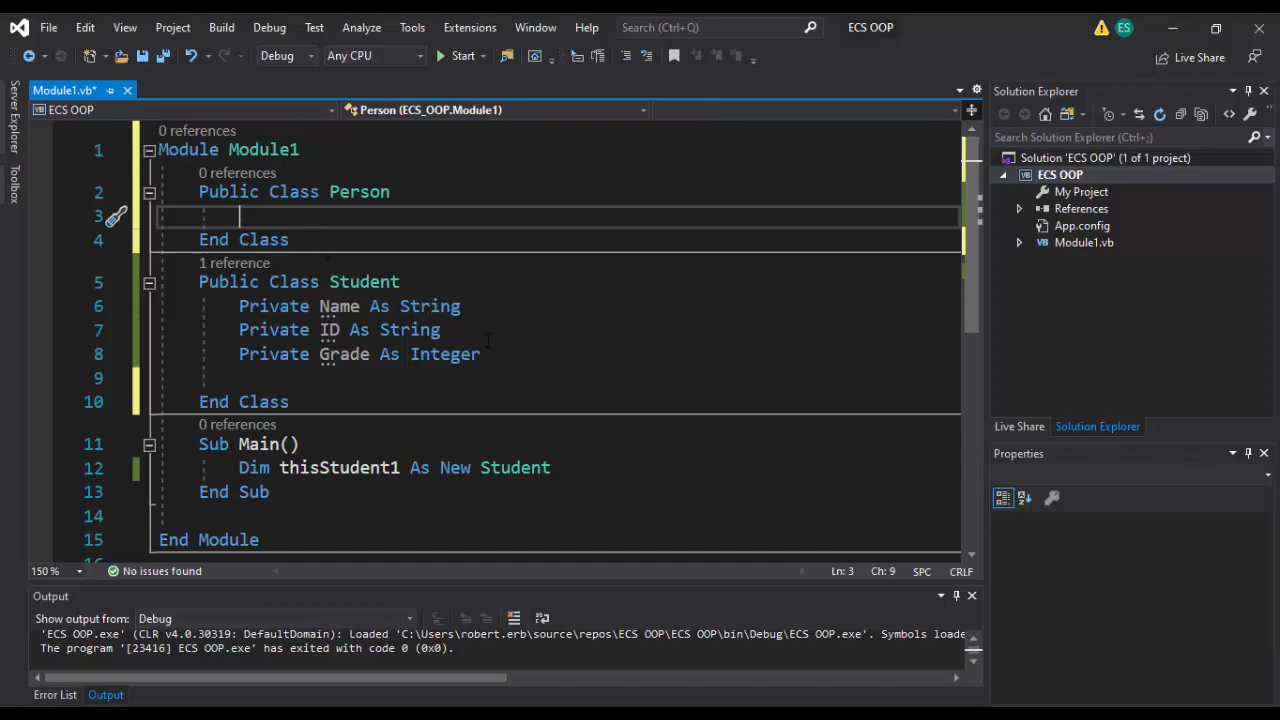 File Edit View Project Build Debug Test Analyze Tools Extensions Window Help Search (Ctrl+Q) ECS OOP ES
Debug Any CPU Start Live Share
Server Explorer
Toolbox
Module1.vb*
ECS OOP Person (ECS_OOP.Module1)
0 references
1 Module Module1
0 references
2 Public Class Person
3
4 End Class
1 reference
5 Public Class Student
6 Private Name As String
7 Private ID As String
8 Private Grade As Integer
9
10 End Class
0 references
11 Sub Main()
12 Dim thisStudent1 As New Student
13 End Sub
14
15 End Module
150 % No issues found Ln: 3 Ch: 9 SPC CRLF
Output
Show output from: Debug
'ECS OOP.exe' (CLR v4.0.30319: DefaultDomain): Loaded 'C:\Users\robert.erb\source\repos\ECS OOP\ECS OOP\bin\Debug\ECS OOP.exe'. Symbols loade
The program '[23416] ECS OOP.exe' has exited with code 0 (0x0).
Error List Output
Solution Explorer
Search Solution Explorer (Ctrl+;)
Solution 'ECS OOP' (1 of 1 project)
ECS OOP
My Project
References
App.config
Module1.vb
Live Share Solution Explorer
Properties